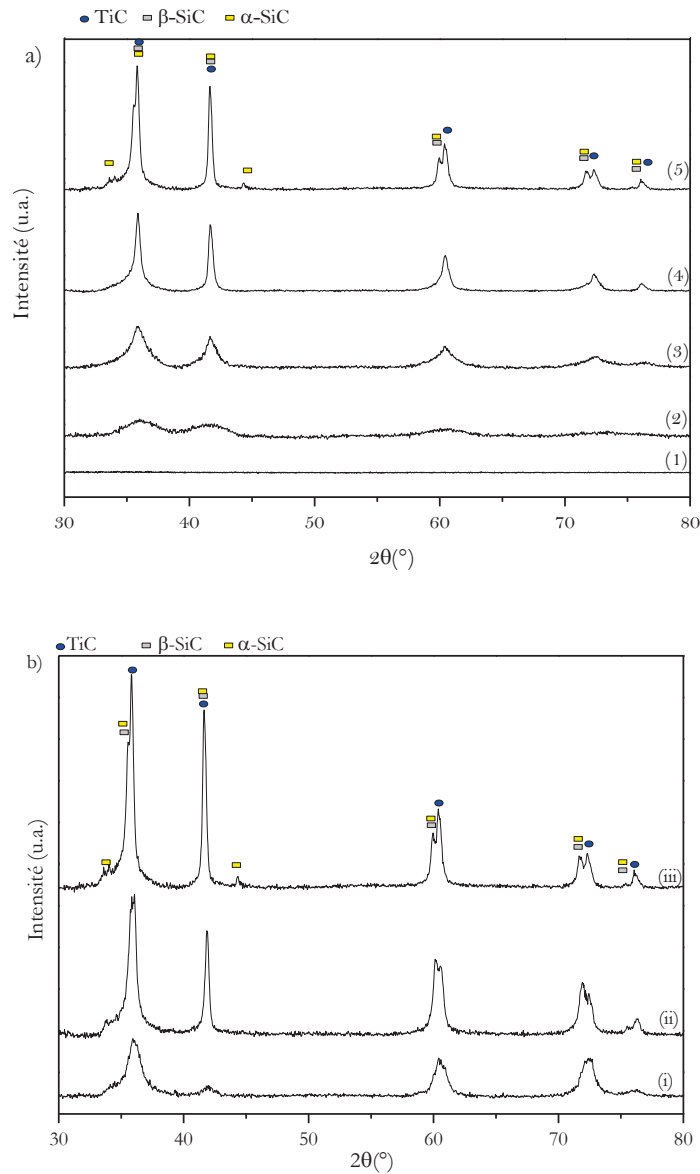 TiC β-SiC α-SiC
a)
(5)
(4)
(3)
(2)
(1)
Intensité (u.a.)
30 40 50 60 70 80
2θ(°)
TiC β-SiC α-SiC
b)
(iii)
(ii)
(i)
Intensité (u.a.)
30 40 50 60 70 80
2θ(°)